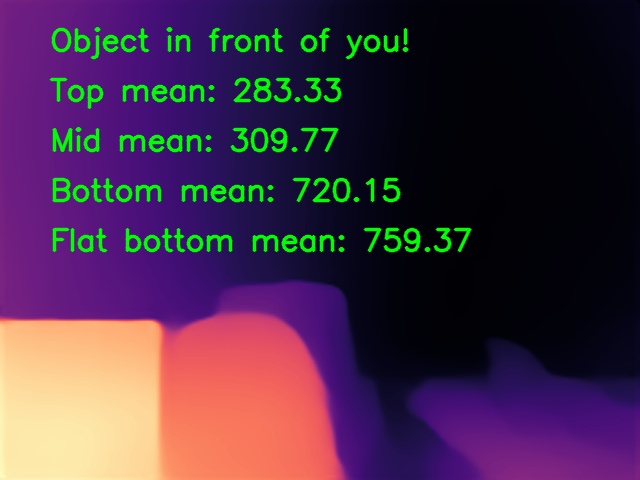 Object in front of you!
Top mean: 283.33
Mid mean: 309.77
Bottom mean: 720.15
Flat bottom mean: 759.37